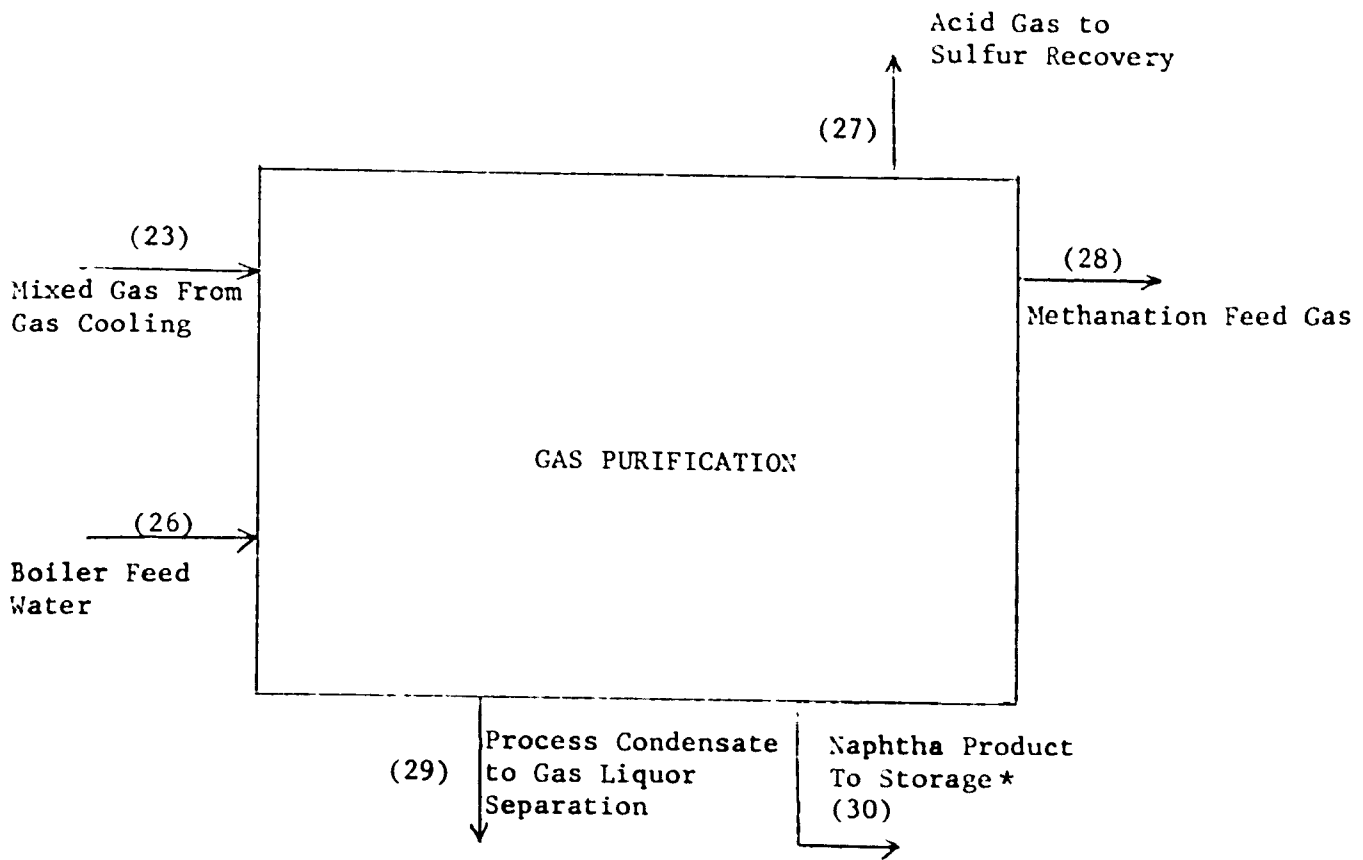 Acid Gas to
Sulfur Recovery
(27)
(23)
Mixed Gas From
Gas Cooling
(28)
Methanation Feed Gas
GAS PURIFICATION
(26)
Boiler Feed
Water
(29)
Process Condensate
to Gas Liquor
Separation
Naphtha Product
To Storage*
(30)